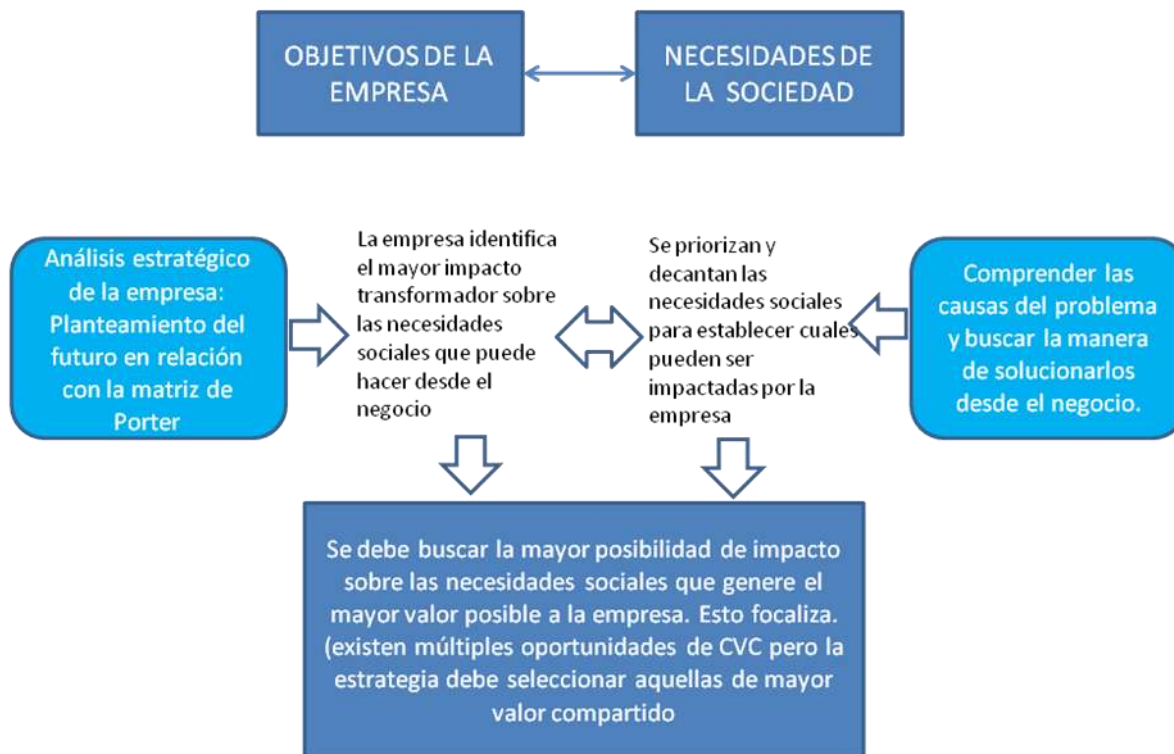 OBJETIVOS DE LA
EMPRESA
NECESIDADES DE
LA SOCIEDAD
Análisis estratégico
de la empresa:
Planteamiento del
futuro en relación
con la matriz de
Porter
La empresa identifica
el mayor impacto
transformador sobre
las necesidades
sociales que puede
hacer desde el
negocio
Se priorizan y
decantan las
necesidades sociales
para establecer cuales
pueden ser
impactadas por la
empresa
Comprender las
causas del problema
y buscar la manera
de solucionarlos
desde el negocio.
Se debe buscar la mayor posibilidad de impacto
sobre las necesidades sociales que genere el
mayor valor posible a la empresa. Esto focaliza.
(existen múltiples oportunidades de CVC pero la
estrategia debe seleccionar aquellas de mayor
valor compartido